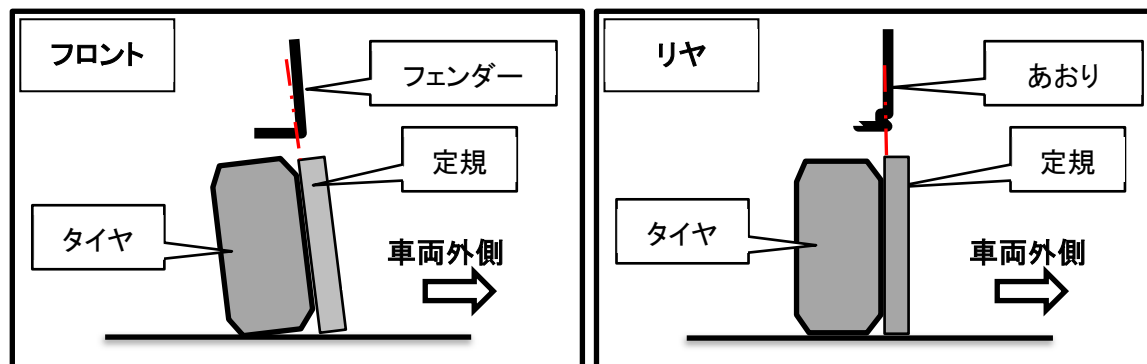 フロント
フェンダー
定規
タイヤ
車両外側
リヤ
あおり
定規
タイヤ
車両外側